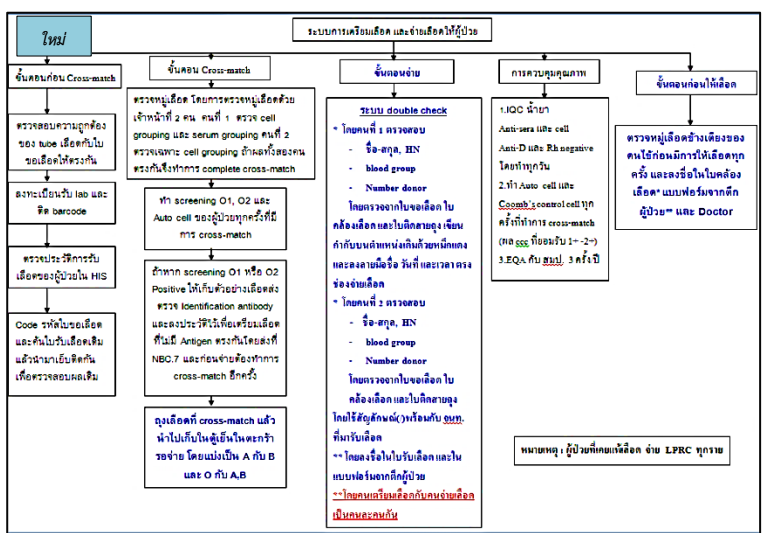 ใหม่
ระบบการเตรียมเลือด และจ่ายเลือดให้ผู้ป่วย
ขั้นตอนก่อน Cross-match
ตรวจสอบความถูกต้อง
ของ tube เลือดกับใบ
ขอเลือดให้ตรงกัน
ลงทะเบียนรับ lab และ
ติด barcode
ตรวจประวัติการรับ
เลือดของผู้ป่วยใน HIS
Code รหัสใบขอเลือด
และค้นใบรับเลือดเดิม
แล้วนำมาเย็บติดกัน
เพื่อตรวจสอบผลเดิม
ขั้นตอน Cross-match
ตรวจหมู่เลือด โดยการตรวจหมู่เลือดด้วย
เจ้าหน้าที่ 2 คน คนที่ 1 ตรวจ cell
grouping และ serum grouping คนที่ 2
ตรวจเฉพาะ cell grouping ถ้าผลทั้งสองคน
ตรงกันจึงทำการ complete cross-match
ทำ screening O1, O2 และ
Auto cell ของผู้ป่วยทุกครั้งที่มี
การ cross-match
ถ้าหาก screening O1 หรือ O2
Positive ให้เก็บตัวอย่างเลือดส่ง
ตรวจ Identification antibody
และลงประวัติไว้เพื่อเตรียมเลือด
ที่ไม่มี Antigen ตรงกันโดยส่งที่
NBC.7 และก่อนจ่ายต้องทำการ
cross-match อีกครั้ง
ถุงเลือดที่ cross-match แล้ว
นำไปเก็บในตู้เย็นในตะกร้า
รอจ่าย โดยแบ่งเป็น A กับ B
และ O กับ A,B
ขั้นตอนจ่าย
ระบบ double check
* โดยคนที่ 1 ตรวจสอบ
- ชื่อ-สกุล, HN
- blood group
- Number donor
โดยตรวจจากใบขอเลือด ใบ
คล้องเลือด และใบติดสายถุง เขียน
กำกับบนตำแหน่งเดิมด้วยหมึกแดง
และลงลายมือชื่อ วันที่ และเวลา ตรง
ช่องจ่ายเลือด
* โดยคนที่ 2 ตรวจสอบ
- ชื่อ-สกุล, HN
- blood group
- Number donor
โดยตรวจจากใบขอเลือด ใบ
คล้องเลือด และใบติดสายถุง
โดยใช้สัญลักษณ์(/)พร้อมกับ จนท.
ที่มารับเลือด
**โดยลงชื่อในใบรับเลือด และใน
แบบฟอร์มจากตึกผู้ป่วย
**โดยคนเตรียมเลือดกับคนจ่ายเลือด
เป็นคนละคนกัน
การควบคุมคุณภาพ
1.IQC น้ำยา
Anti-sera และ cell
Anti-D และ Rh negative
โดยทำทุกวัน
2.ทำ Auto cell และ
Coomb's control cell ทุก
ครั้งที่ทำการ cross-match
(ผล ccc ที่ยอมรับ 1+ -2+)
3.EQA กับ สมป. 3 ครั้ง/ปี
ขั้นตอนก่อนให้เลือด
ตรวจหมู่เลือดข้างเตียงของ
คนไข้ก่อนมีการให้เลือดทุก
ครั้ง และลงชื่อในใบคล้อง
เลือด* แบบฟอร์มจากตึก
ผู้ป่วย** และ Doctor
หมายเหตุ : ผู้ป่วยที่เคยแพ้เลือด จ่าย LPRC ทุกราย